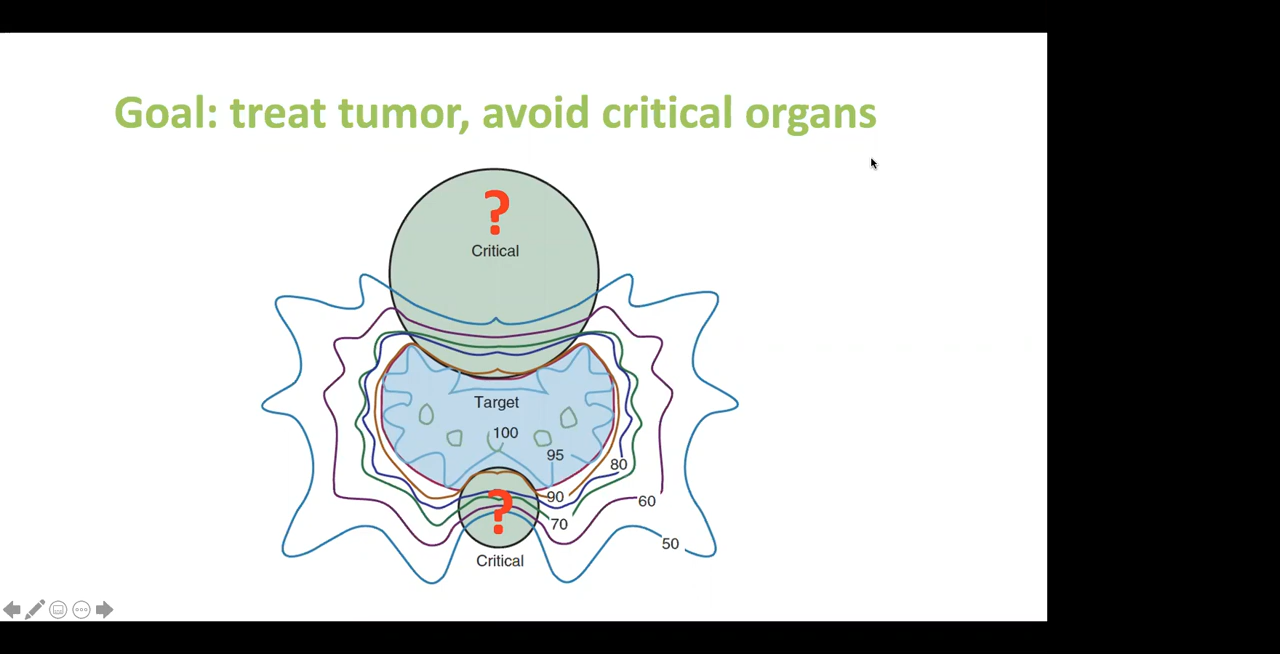 Goal: treat tumor, avoid critical organs
?
Critical
Target
100
95
80
90
60
?
70
50
Critical